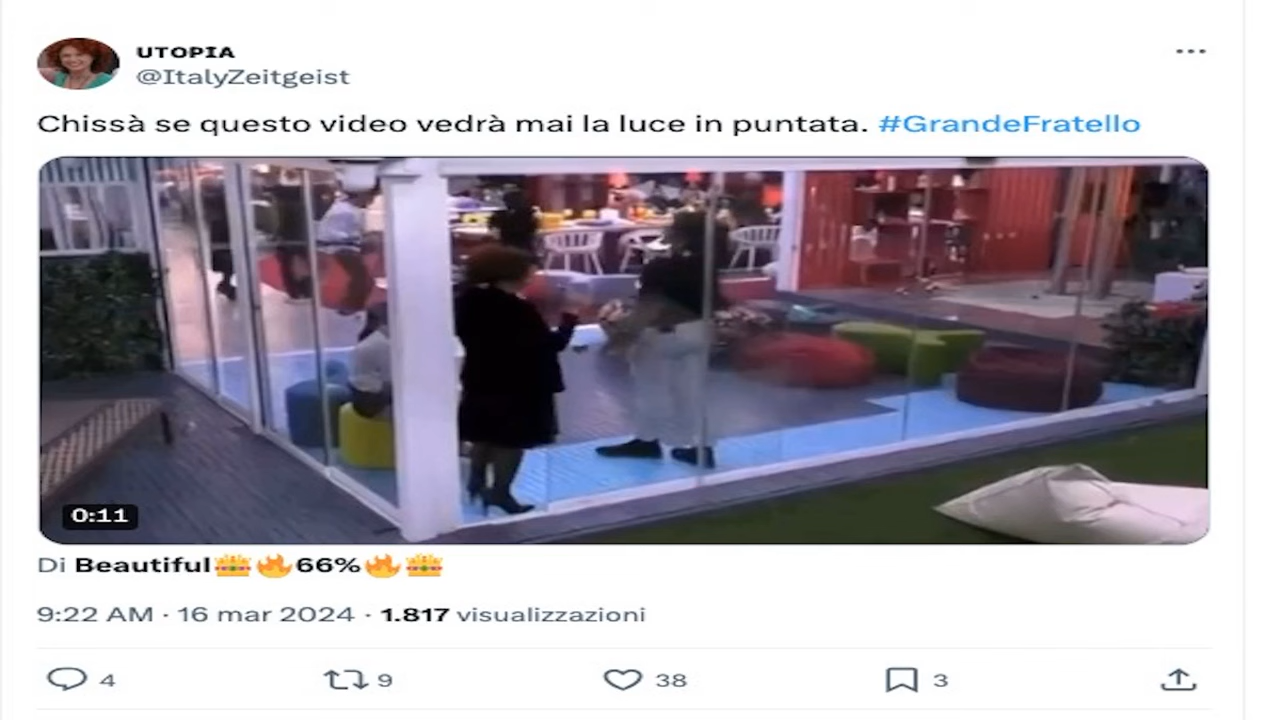 UTOPIA
@ItalyZeitgeist
Chissà se questo video vedrà mai la luce in puntata. #GrandeFratello
0:11
Di Beautiful👑🔥66%🔥👑
9:22 AM · 16 mar 2024 · 1.817 visualizzazioni
4 9 38 3